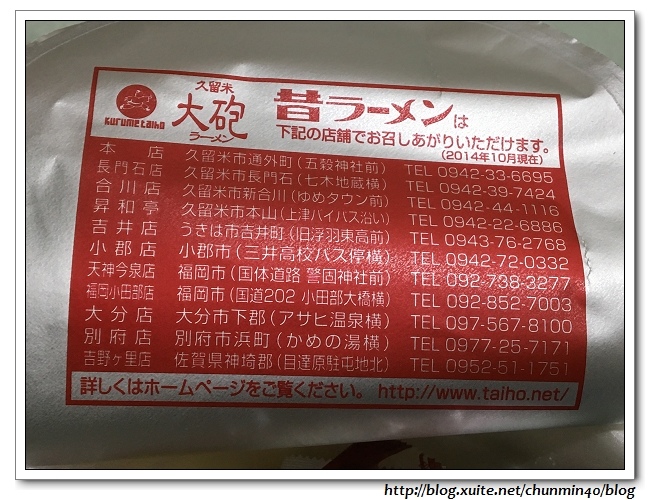 久留米
大砲
ラーメン
kurume taiho
昔ラーメンは
下記の店舗でお召しあがりいただけます。
(2014年10月現在)
本店 久留米市通外町(五穀神社前) TEL 0942-33-6695
長門石店 久留米市長門石(七木地蔵横) TEL 0942-39-7424
合川店 久留米市新合川(ゆめタウン前) TEL 0942-44-1116
昇和亭 久留米市本山(上津バイパス沿い) TEL 0942-22-6886
吉井店 うきは市吉井町(旧浮羽東高前) TEL 0943-76-2768
小郡店 小郡市(三井高校バス停横) TEL 0942-72-0332
天神今泉店 福岡市(国体道路 警固神社前) TEL 092-738-3277
福岡小田部店 福岡市(国道202 小田部大橋横) TEL 092-852-7003
大分店 大分市下郡(アサヒ温泉横) TEL 097-567-8100
別府店 別府市浜町(かめの湯横) TEL 0977-25-7171
吉野ヶ里店 佐賀県神埼郡(目達原駐屯地北) TEL 0952-51-1751
詳しくはホームページをご覧ください。 http://www.taiho.net/
http://blog.xuite.net/chunmin40/blog